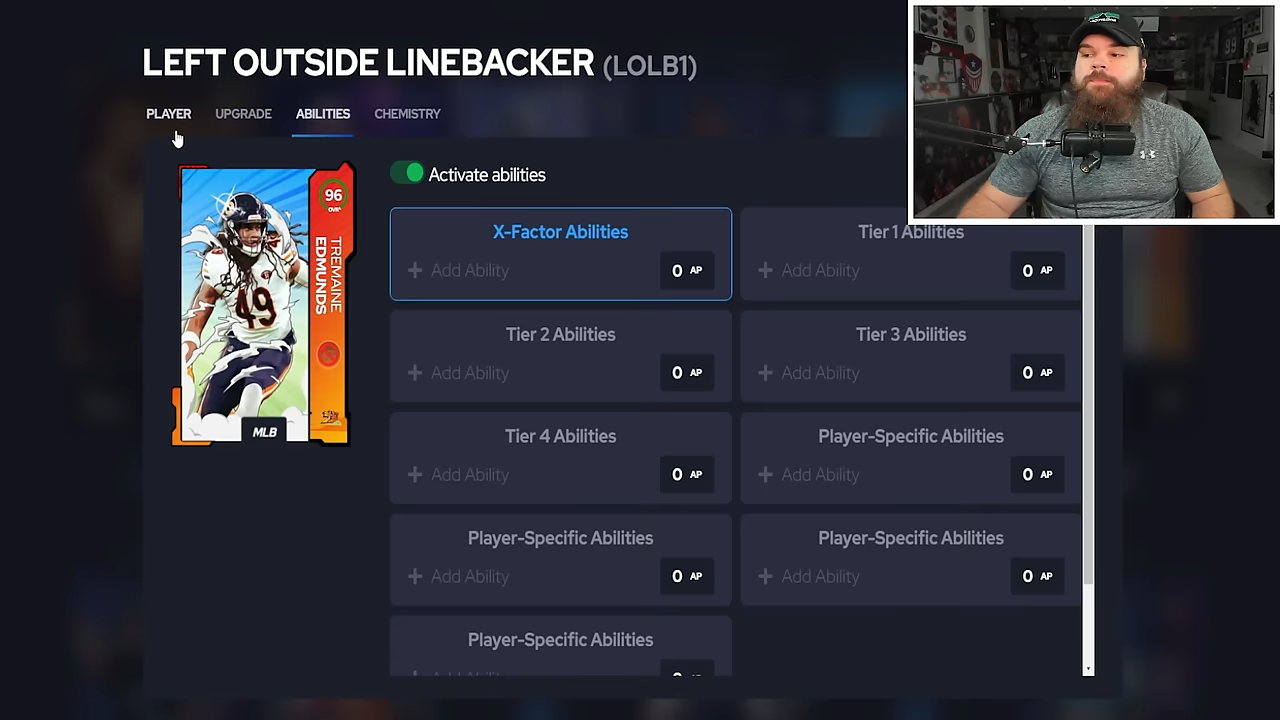 LEFT OUTSIDE LINEBACKER (LOLB1)
PLAYER UPGRADE ABILITIES CHEMISTRY
Activate abilities
96
OVR
TREMAINE
EDMUNDS
49
MLB
X-Factor Abilities
+ Add Ability 0 AP
Tier 1 Abilities
+ Add Ability 0 AP
Tier 2 Abilities
+ Add Ability 0 AP
Tier 3 Abilities
+ Add Ability 0 AP
Tier 4 Abilities
+ Add Ability 0 AP
Player-Specific Abilities
+ Add Ability 0 AP
Player-Specific Abilities
+ Add Ability 0 AP
Player-Specific Abilities
+ Add Ability 0 AP
Player-Specific Abilities
99